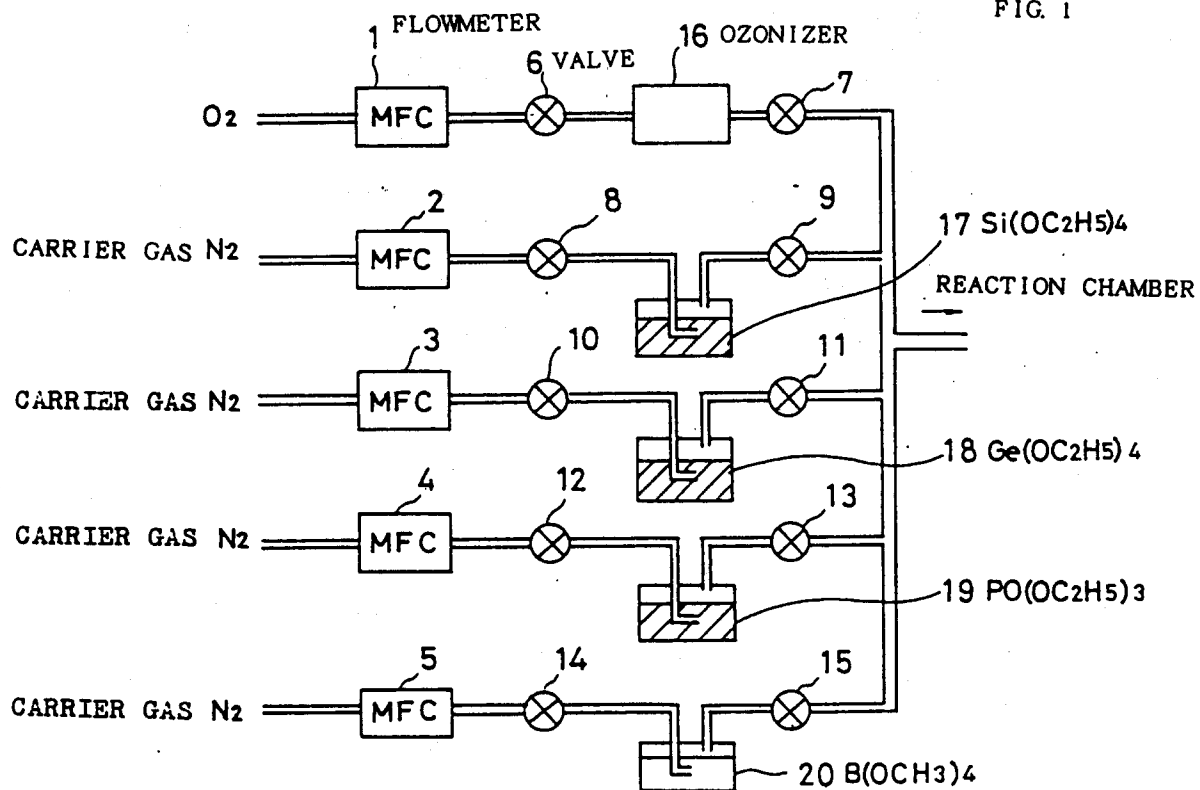 FIG. 1
1 FLOWMETER
6 VALVE
16 OZONIZER
7
O2
MFC
2
8
9
17 Si(OC2H5)4
CARRIER GAS N2
MFC
REACTION CHAMBER
3
10
11
CARRIER GAS N2
MFC
18 Ge(OC2H5)4
4
12
13
CARRIER GAS N2
MFC
19 PO(OC2H5)3
5
14
15
CARRIER GAS N2
MFC
20 B(OCH3)4